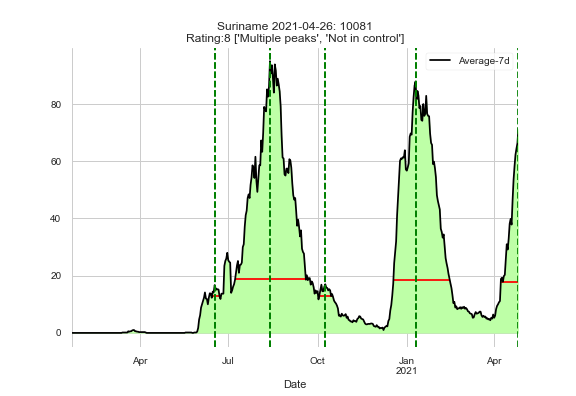 Suriname 2021-04-26: 10081
Rating:8 ['Multiple peaks', 'Not in control']
Average-7d
80
60
40
20
0
Apr
Jul
Oct
Jan
2021
Apr
Date